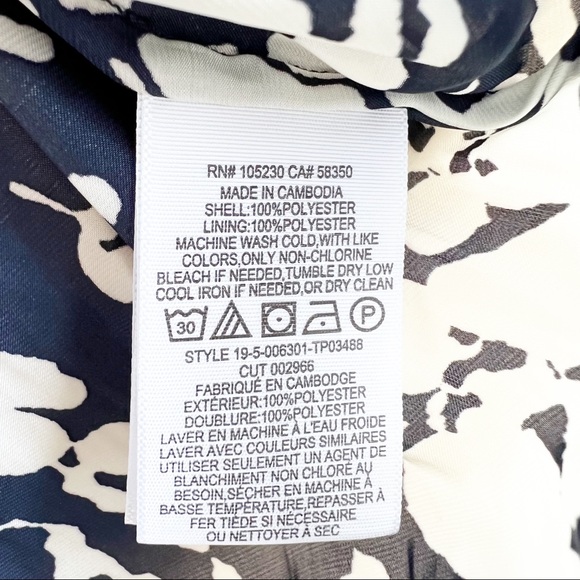 RN# 105230 CA# 58350
MADE IN CAMBODIA
SHELL:100%POLYESTER
LINING:100%POLYESTER
MACHINE WASH COLD,WITH LIKE
COLORS,ONLY NON-CHLORINE
BLEACH IF NEEDED,TUMBLE DRY LOW
COOL IRON IF NEEDED,OR DRY CLEAN
30 P
STYLE 19-5-006301-TP03488
CUT 002966
FABRIQUÉ EN CAMBODGE
EXTÉRIEUR:100%POLYESTER
DOUBLURE:100%POLYESTER
LAVER EN MACHINE À L'EAU FROIDE
LAVER AVEC COULEURS SIMILAIRES
UTILISER SEULEMENT UN AGENT DE
BLANCHIMENT NON CHLORÉ AU
BESOIN,SÉCHER EN MACHINE À
BASSE TEMPÉRATURE,REPASSER À
FER TIÈDE SI NÉCESSAIRE
OU NETTOYER À SEC